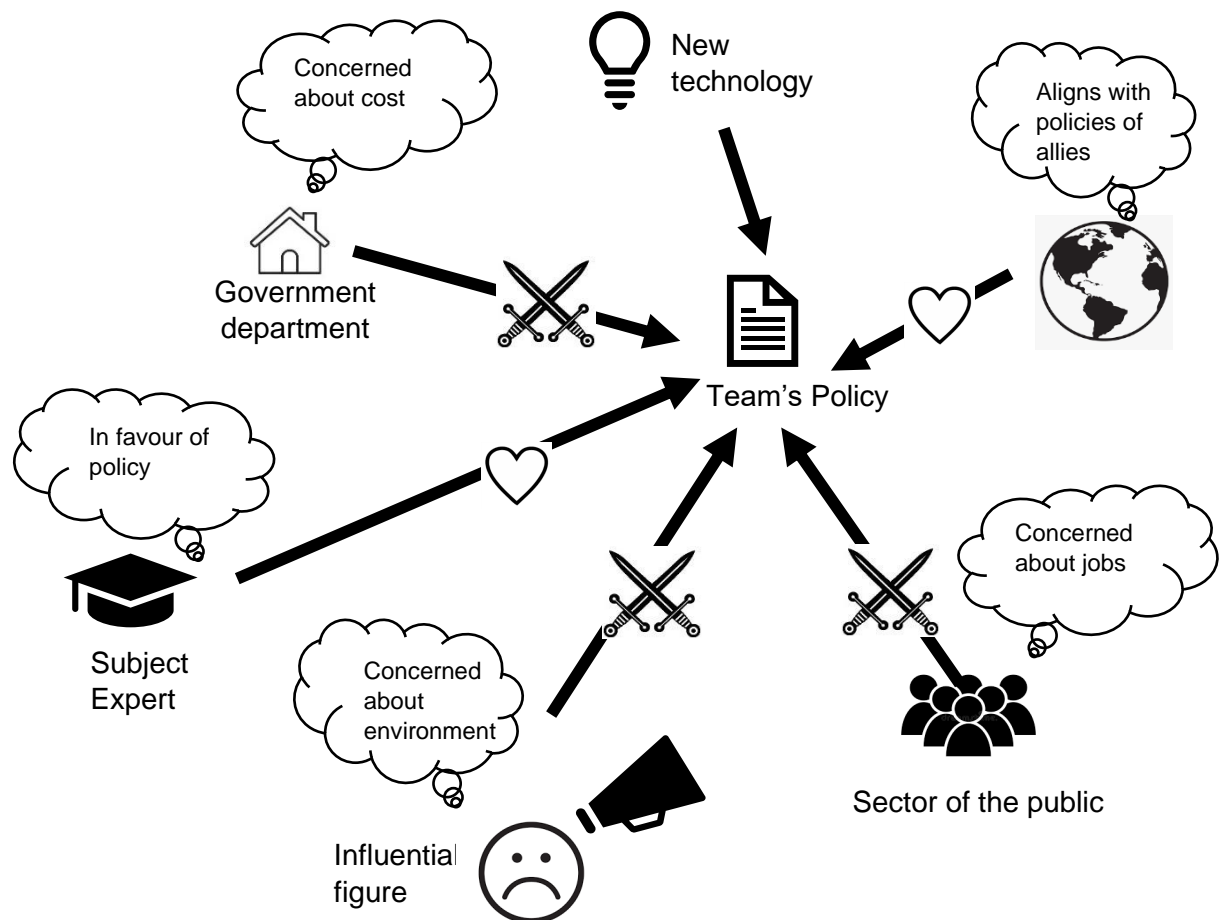 Concerned
about cost
New
technology
Aligns with
policies of
allies
Government
department
Team's Policy
In favour of
policy
Subject
Expert
Concerned
about
environment
Concerned
about jobs
Sector of the public
Influential
figure